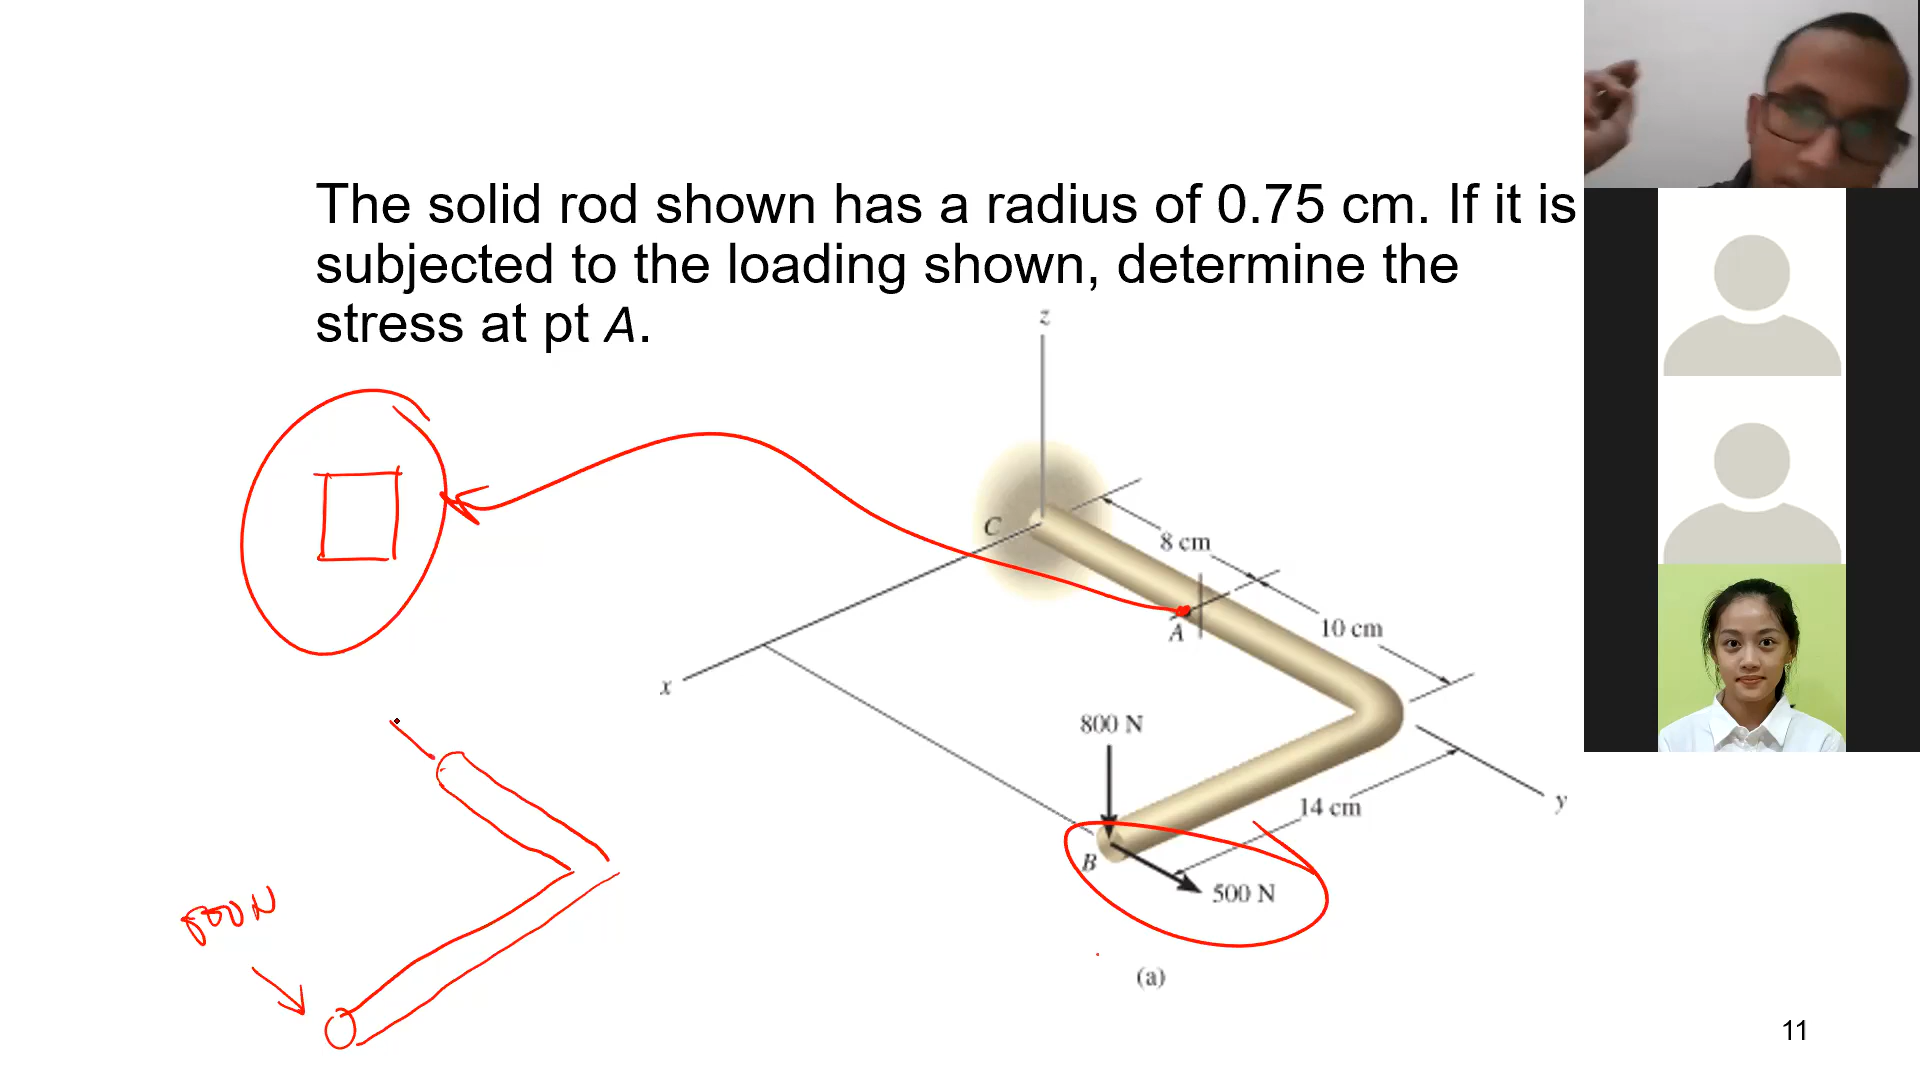 The solid rod shown has a radius of 0.75 cm. If it is
subjected to the loading shown, determine the
stress at pt A.
z
C
8 cm
10 cm
A
x
800 N
14 cm
y
B
500 N
800N
(a)
11